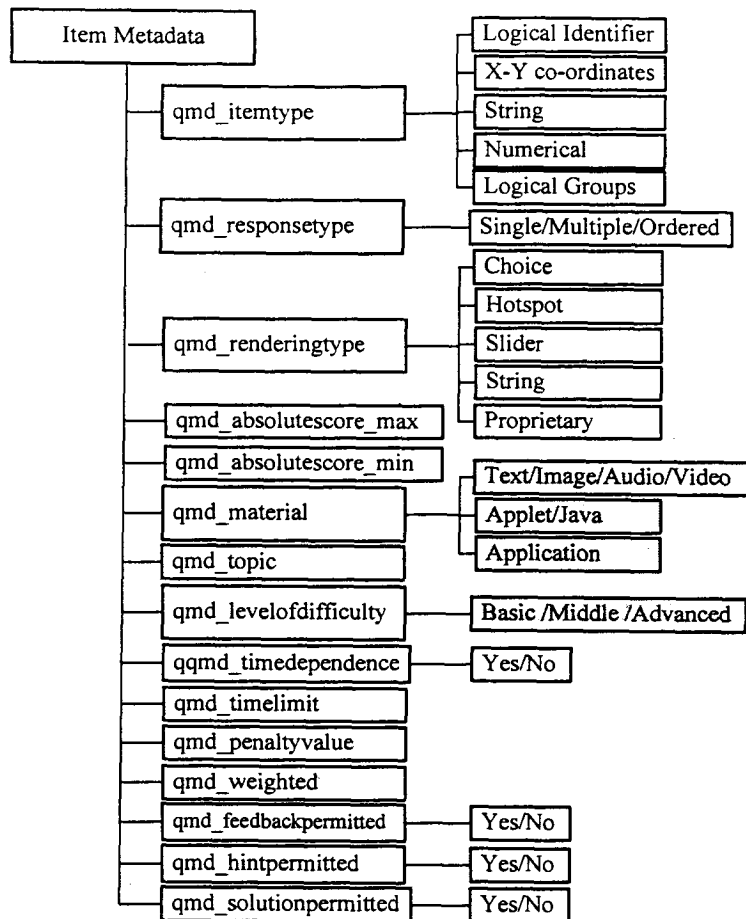 Item Metadata
qmd_itemtype
Logical Identifier
X-Y co-ordinates
String
Numerical
Logical Groups
qmd_responsetype
Single/Multiple/Ordered
qmd_renderingtype
Choice
Hotspot
Slider
String
Proprietary
qmd_absolutescore_max
qmd_absolutescore_min
qmd_material
Text/Image/Audio/Video
Applet/Java
Application
qmd_topic
qmd_levelofdifficulty
Basic /Middle /Advanced
qqmd_timedependence
Yes/No
qmd_timelimit
qmd_penaltyvalue
qmd_weighted
qmd_feedbackpermitted
Yes/No
qmd_hintpermitted
Yes/No
qmd_solutionpermitted
Yes/No